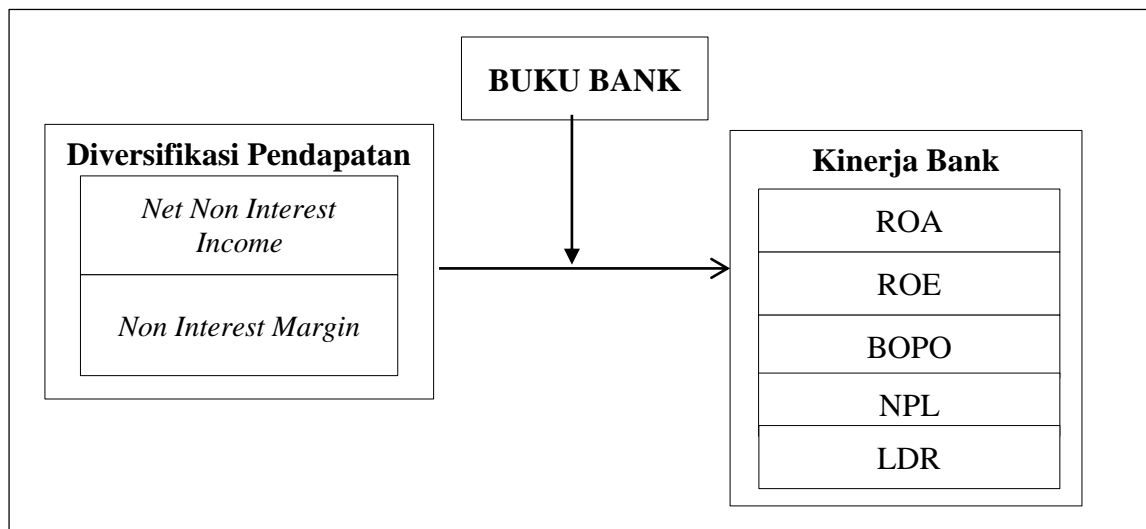 BUKU BANK
Diversifikasi Pendapatan
Net Non Interest
Income
Non Interest Margin
Kinerja Bank
ROA
ROE
BOPO
NPL
LDR